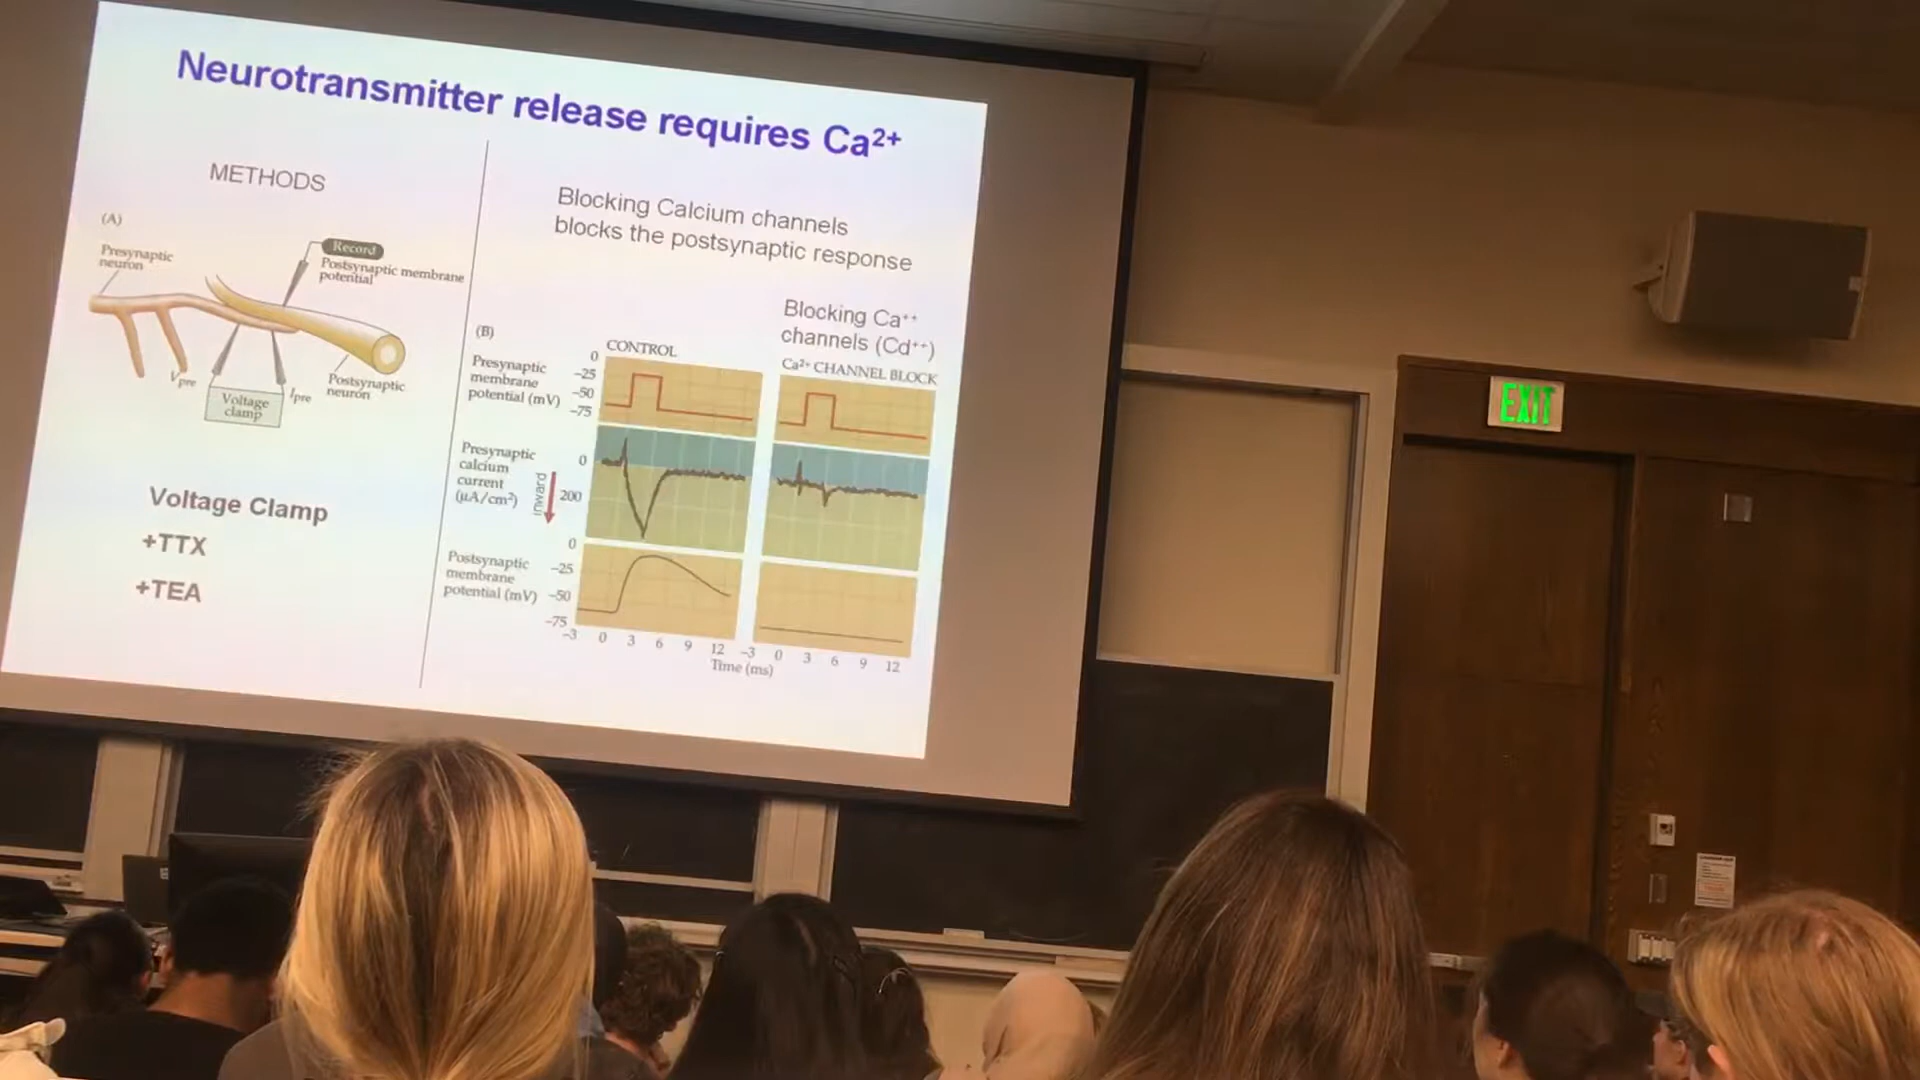 Neurotransmitter release requires Ca²⁺
METHODS
(A)
Presynaptic
neuron
Record
Postsynaptic membrane
potential
Vpre
Voltage
clamp
Ipre
Postsynaptic
neuron
Voltage Clamp
+TTX
+TEA
Blocking Calcium channels
blocks the postsynaptic response
Blocking Ca⁺⁺
channels (Cd⁺⁺)
(B)
CONTROL
Ca²⁺ CHANNEL BLOCK
Presynaptic
membrane
potential (mV)
0
−25
−50
−75
Presynaptic
calcium
current
(µA/cm²)
inward
0
200
Postsynaptic
membrane
potential (mV)
0
−25
−50
−75
−3 0 3 6 9 12 −3 0 3 6 9 12
Time (ms)
EXIT